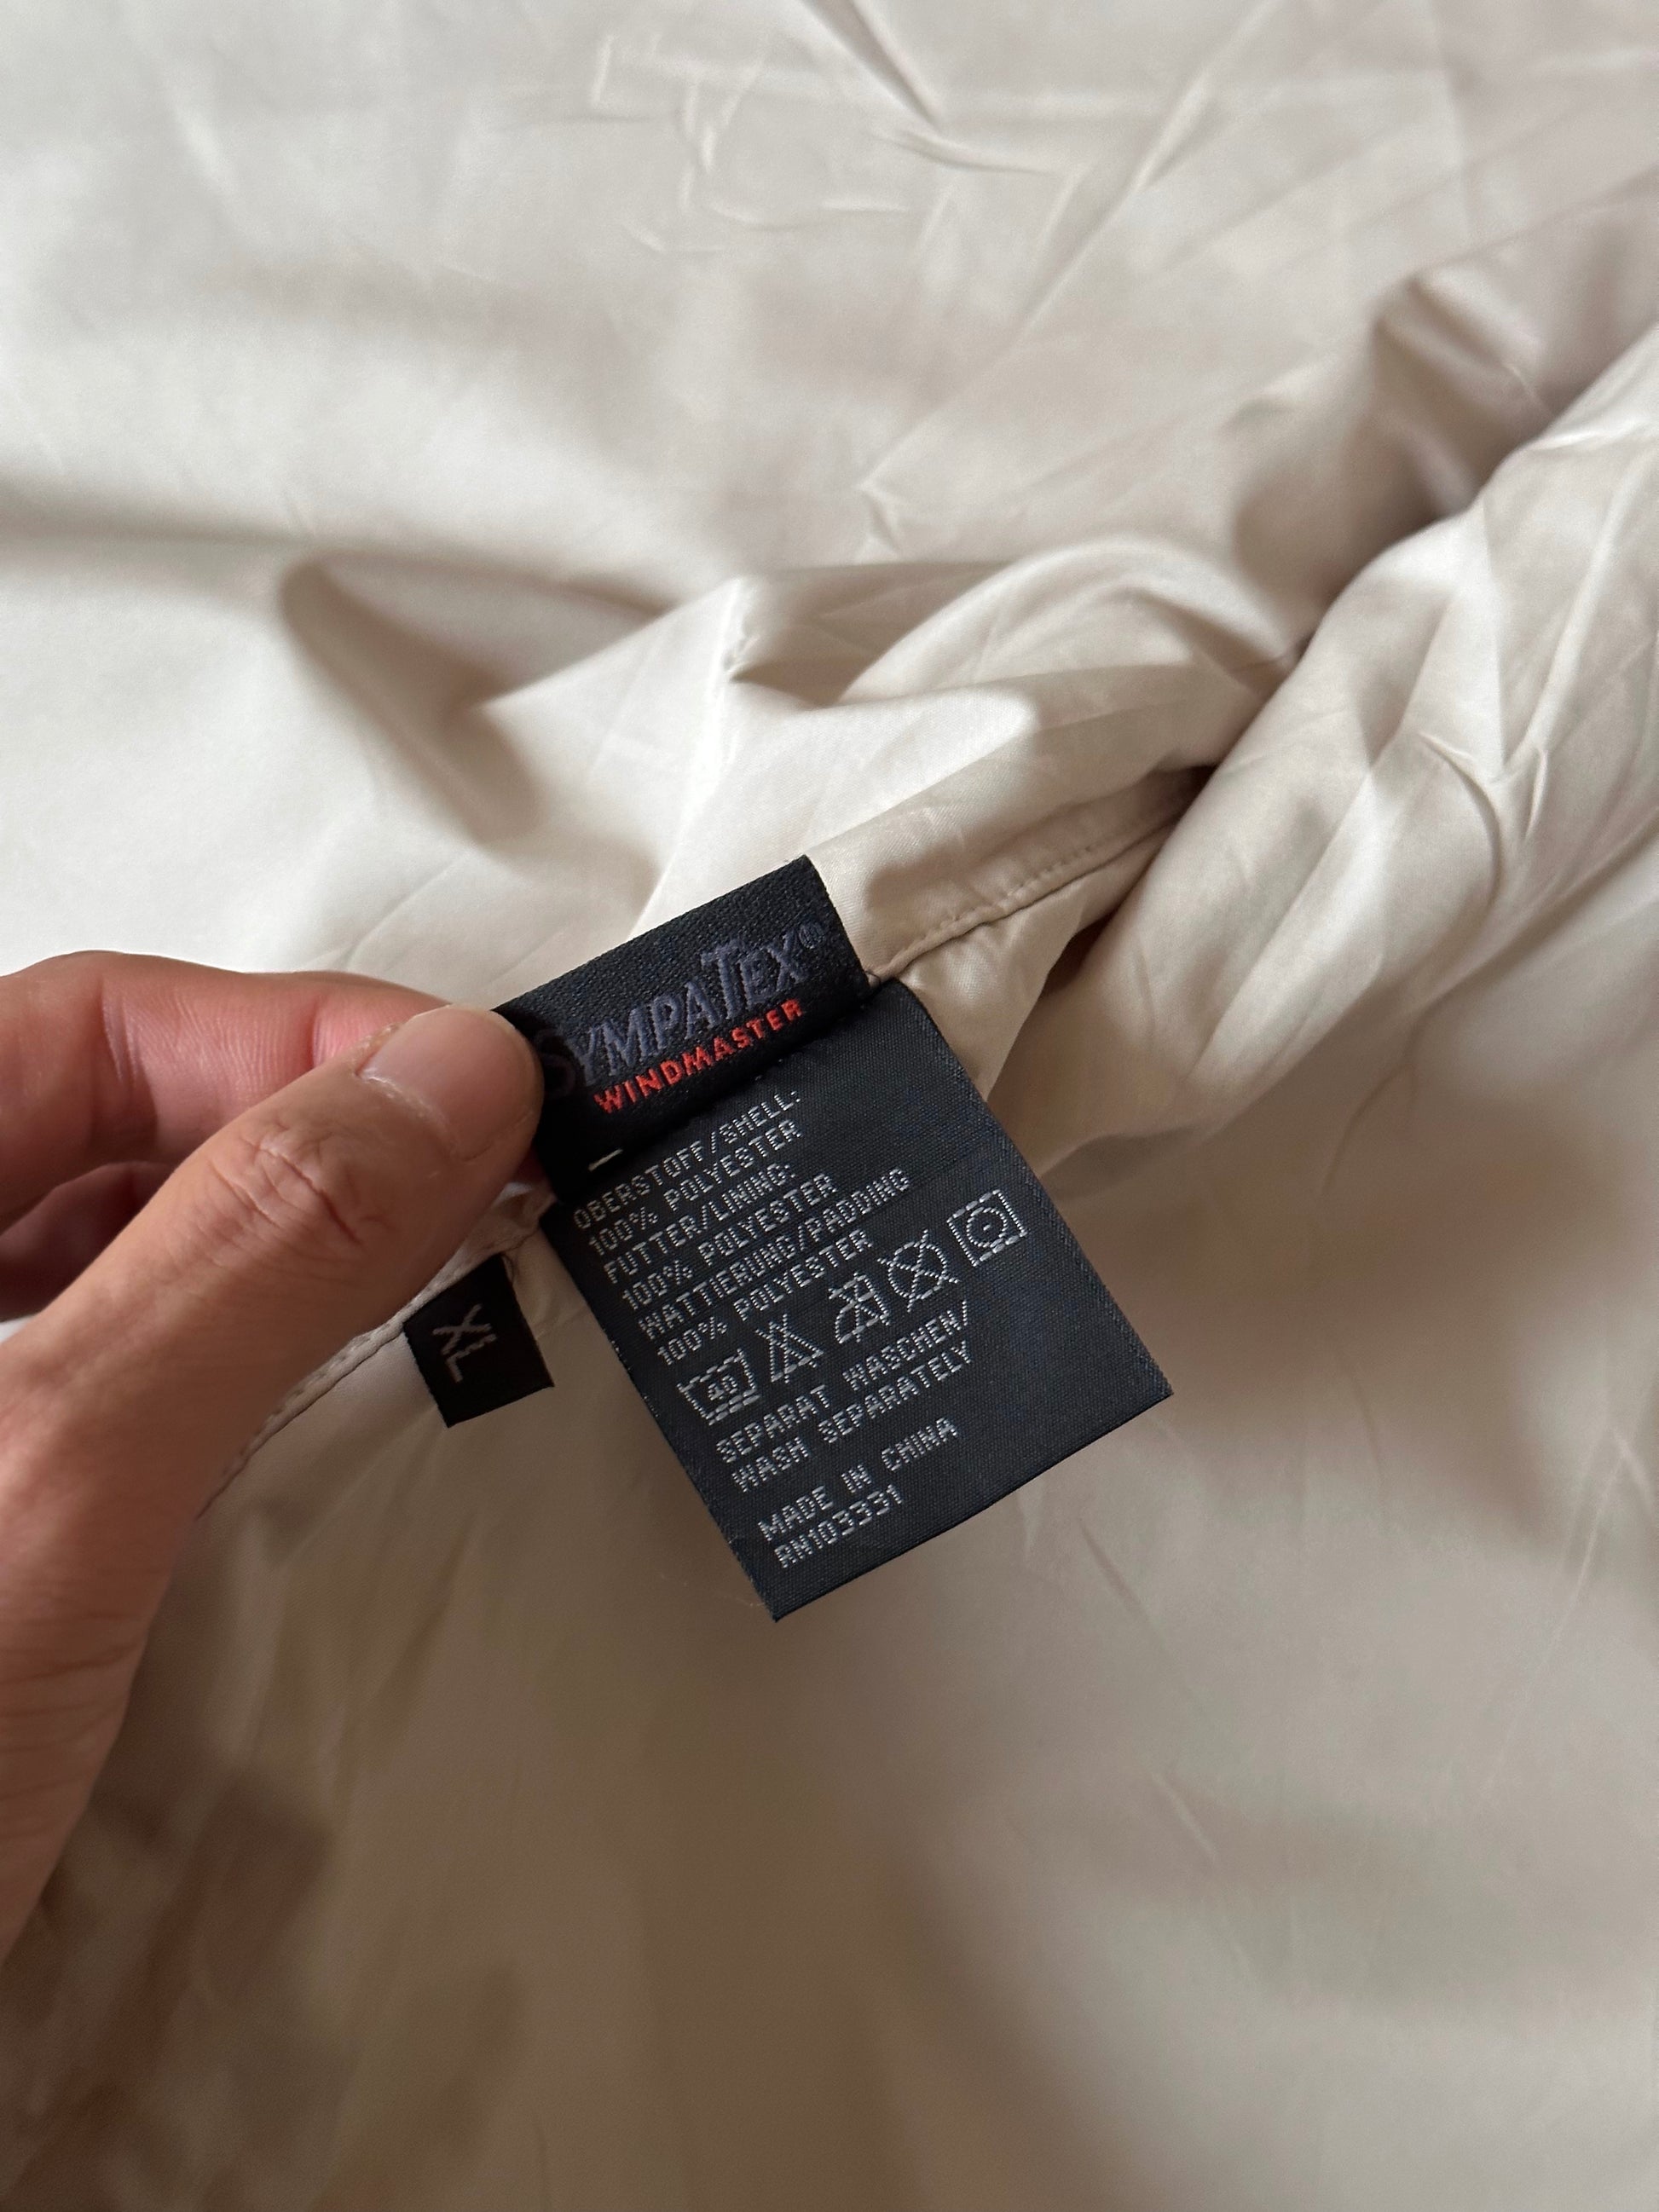 SYMPATEX®
WINDMASTER
OBERSTOFF/SHELL:
100% POLYESTER
FUTTER/LINING:
100% POLYESTER
WATTIERUNG/PADDING
100% POLYESTER
40
SEPARAT WASCHEN/
WASH SEPARATELY
MADE IN CHINA
RN103331
XL